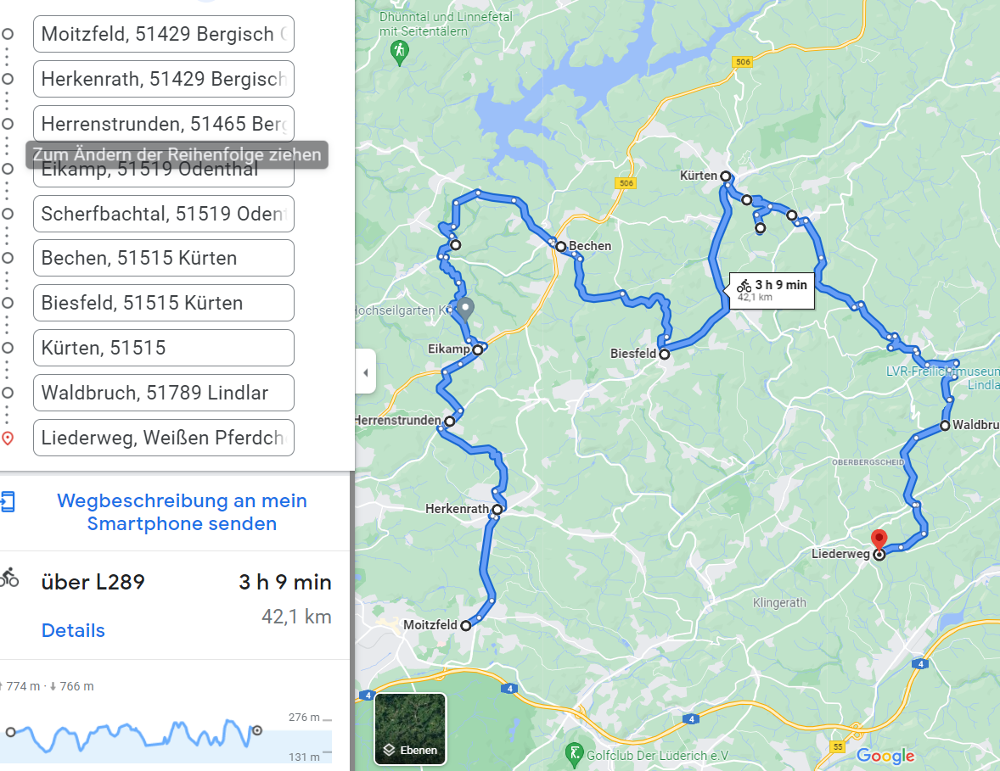 Moitzfeld, 51429 Bergisch
Herkenrath, 51429 Bergisch
Herrenstrunden, 51465 Berg
Zum Ändern der Reihenfolge ziehen
Eikamp, 51519 Odenthal
Scherfbachtal, 51519 Oden
Bechen, 51515 Kürten
Biesfeld, 51515 Kürten
Kürten, 51515
Waldbruch, 51789 Lindlar
Liederweg, Weißen Pferdch
Wegbeschreibung an mein
Smartphone senden
über L289
3 h 9 min
42,1 km
Details
774 m · 766 m
276 m
131 m
Dhünntal und Linnefetal
mit Seitentälern
506
506
Kürten
Bechen
3 h 9 min
42,1 km
Hochseilgarten K
Eikamp
Biesfeld
LVR-Freilichtmuseum
Lindla
Herrenstrunden
Waldbru
OBERBERGSCHEID
Herkenrath
Liederweg
Klingerath
Moitzfeld
4
4
4
4
55
Ebenen
Golfclub Der Lüderich e.V
Google